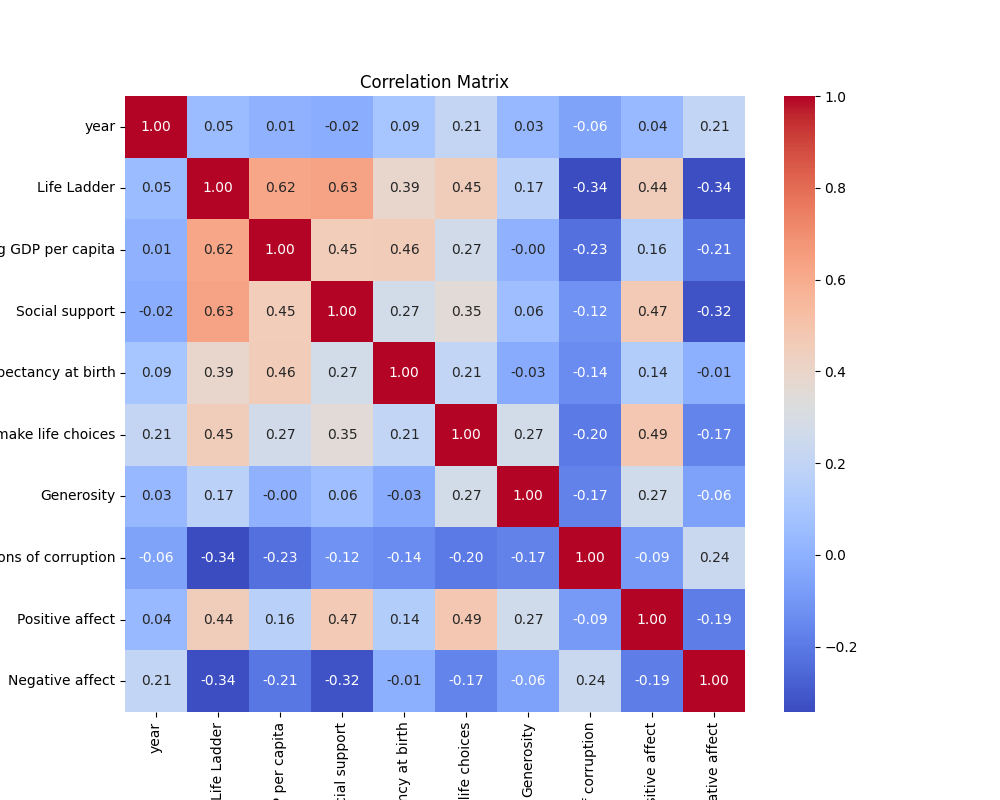 Correlation Matrix
year 1.00 0.05 0.01 -0.02 0.09 0.21 0.03 -0.06 0.04 0.21
Life Ladder 0.05 1.00 0.62 0.63 0.39 0.45 0.17 -0.34 0.44 -0.34
g GDP per capita 0.01 0.62 1.00 0.45 0.46 0.27 -0.00 -0.23 0.16 -0.21
Social support -0.02 0.63 0.45 1.00 0.27 0.35 0.06 -0.12 0.47 -0.32
pectancy at birth 0.09 0.39 0.46 0.27 1.00 0.21 -0.03 -0.14 0.14 -0.01
make life choices 0.21 0.45 0.27 0.35 0.21 1.00 0.27 -0.20 0.49 -0.17
Generosity 0.03 0.17 -0.00 0.06 -0.03 0.27 1.00 -0.17 0.27 -0.06
ons of corruption -0.06 -0.34 -0.23 -0.12 -0.14 -0.20 -0.17 1.00 -0.09 0.24
Positive affect 0.04 0.44 0.16 0.47 0.14 0.49 0.27 -0.09 1.00 -0.19
Negative affect 0.21 -0.34 -0.21 -0.32 -0.01 -0.17 -0.06 0.24 -0.19 1.00
year
Life Ladder
P per capita
cial support
ncy at birth
life choices
Generosity
f corruption
sitive affect
ative affect
1.0
0.8
0.6
0.4
0.2
0.0
−0.2